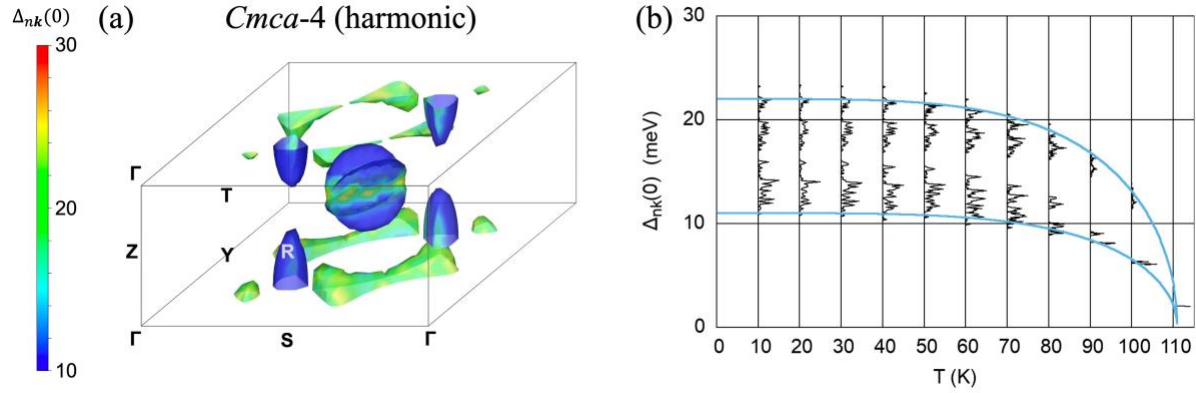 Δnk(0)
(a)
Cmca-4 (harmonic)
30
20
10
Γ
T
Z
Y
R
Γ
S
Γ
(b)
30
20
10
0
Δnk(0) (meV)
0 10 20 30 40 50 60 70 80 90 100 110
T (K)